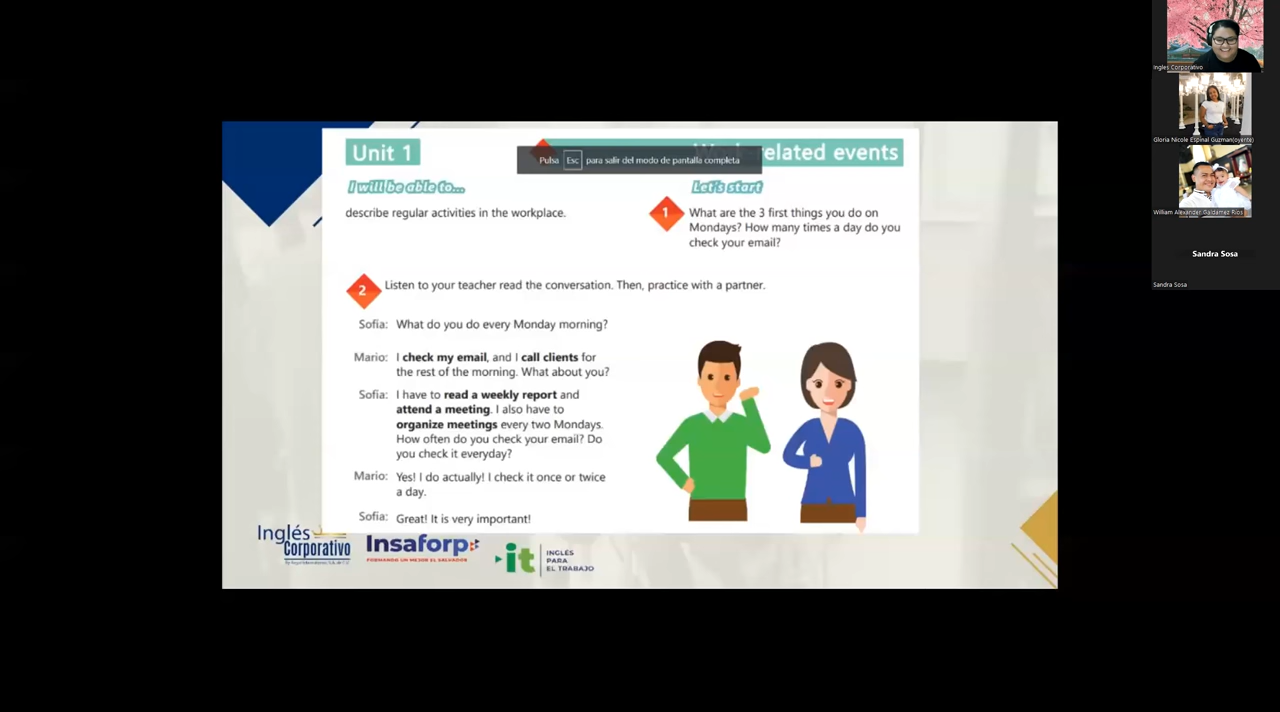 Unit 1
related events
Pulsa Esc para salir del modo de pantalla completa
I will be able to...
describe regular activities in the workplace.
Let's start
1 What are the 3 first things you do on
Mondays? How many times a day do you
check your email?
2 Listen to your teacher read the conversation. Then, practice with a partner.
Sofia: What do you do every Monday morning?
Mario: I check my email, and I call clients for
the rest of the morning. What about you?
Sofia: I have to read a weekly report and
attend a meeting. I also have to
organize meetings every two Mondays.
How often do you check your email? Do
you check it everyday?
Mario: Yes! I do actually! I check it once or twice
a day.
Sofia: Great! It is very important!
Inglés
Corporativo
Insaforp
FORMANDO UN MEJOR EL SALVADOR
it
INGLÉS
PARA
EL TRABAJO
Ingles Corporativo
Gloria Nicole Espinal Guzman(oyente)
William Alexander Galdamez Rios
Sandra Sosa
Sandra Sosa